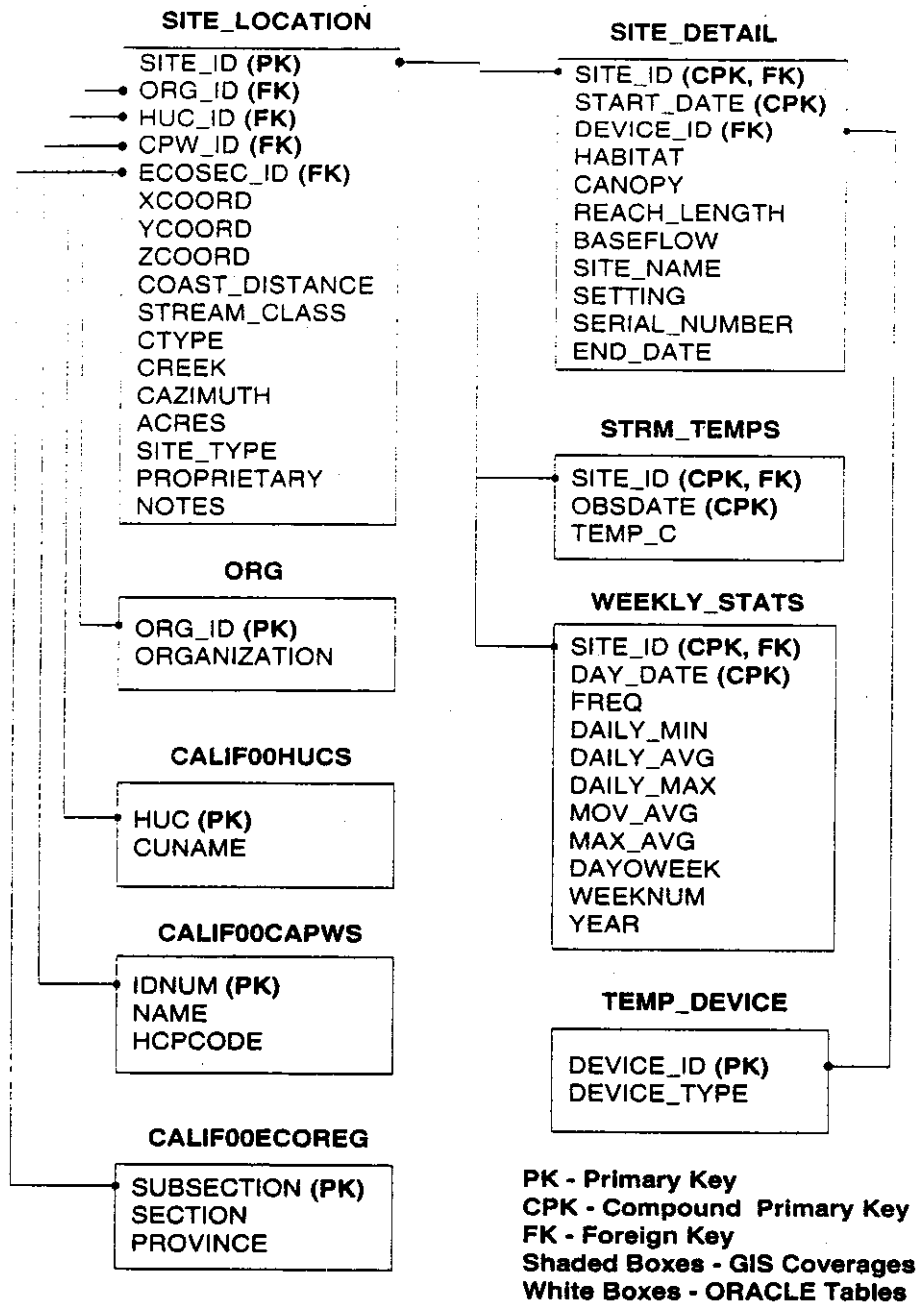 SITE_LOCATION
SITE_ID (PK)
ORG_ID (FK)
HUC_ID (FK)
CPW_ID (FK)
ECOSEC_ID (FK)
XCOORD
YCOORD
ZCOORD
COAST_DISTANCE
STREAM_CLASS
CTYPE
CREEK
CAZIMUTH
ACRES
SITE_TYPE
PROPRIETARY
NOTES
ORG
ORG_ID (PK)
ORGANIZATION
CALIF00HUCS
HUC (PK)
CUNAME
CALIF00CAPWS
IDNUM (PK)
NAME
HCPCODE
CALIF00ECOREG
SUBSECTION (PK)
SECTION
PROVINCE
SITE_DETAIL
SITE_ID (CPK, FK)
START_DATE (CPK)
DEVICE_ID (FK)
HABITAT
CANOPY
REACH_LENGTH
BASEFLOW
SITE_NAME
SETTING
SERIAL_NUMBER
END_DATE
STRM_TEMPS
SITE_ID (CPK, FK)
OBSDATE (CPK)
TEMP_C
WEEKLY_STATS
SITE_ID (CPK, FK)
DAY_DATE (CPK)
FREQ
DAILY_MIN
DAILY_AVG
DAILY_MAX
MOV_AVG
MAX_AVG
DAYOWEEK
WEEKNUM
YEAR
TEMP_DEVICE
DEVICE_ID (PK)
DEVICE_TYPE
PK - Primary Key
CPK - Compound Primary Key
FK - Foreign Key
Shaded Boxes - GIS Coverages
White Boxes - ORACLE Tables